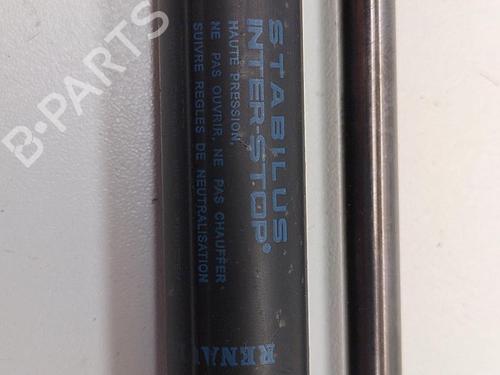 STABILUS
INTER-STOP®
HAUTE PRESSION,
NE PAS OUVRIR, NE PAS CHAUFFER
SUIVRE REGLES DE NEUTRALISATION
B-PARTS